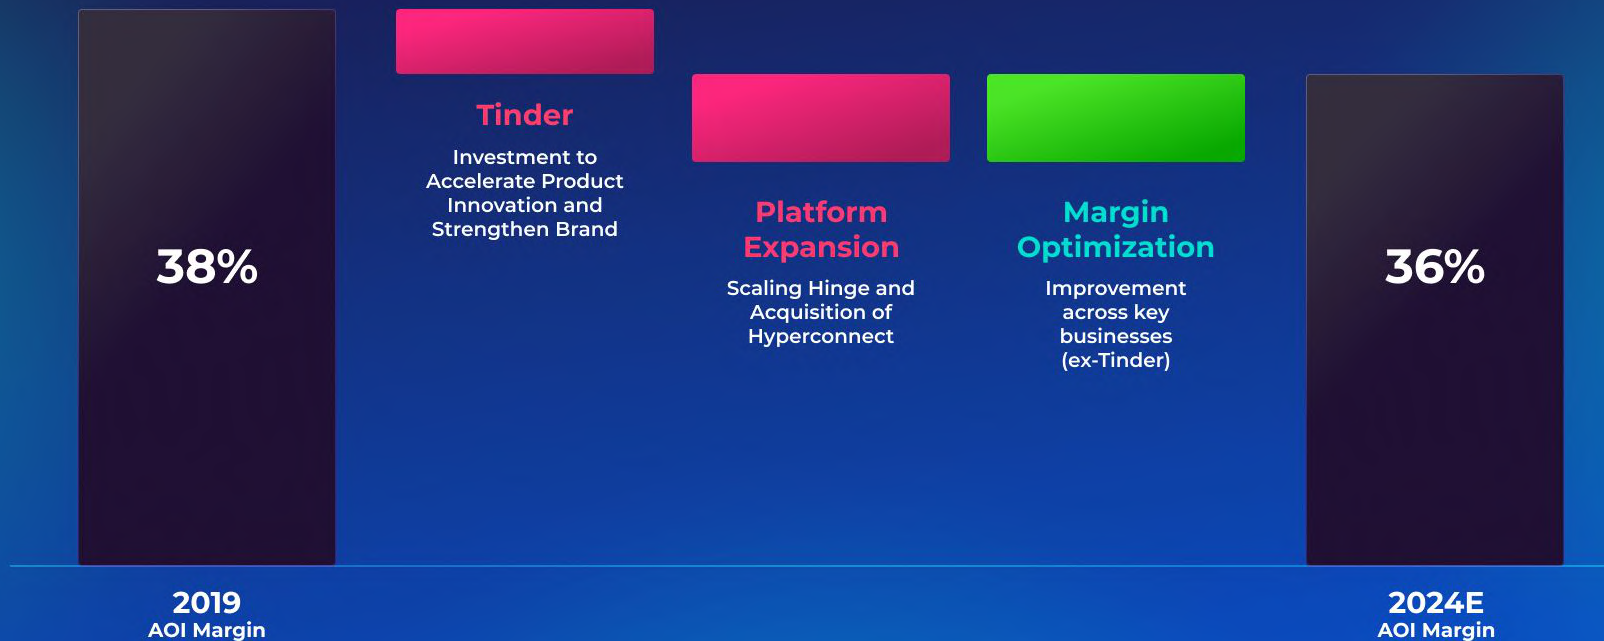 38%
2019
AOI Margin
Tinder
Investment to
Accelerate Product
Innovation and
Strengthen Brand
Platform
Expansion
Scaling Hinge and
Acquisition of
Hyperconnect
Margin
Optimization
Improvement
across key
businesses
(ex-Tinder)
36%
2024E
AOI Margin